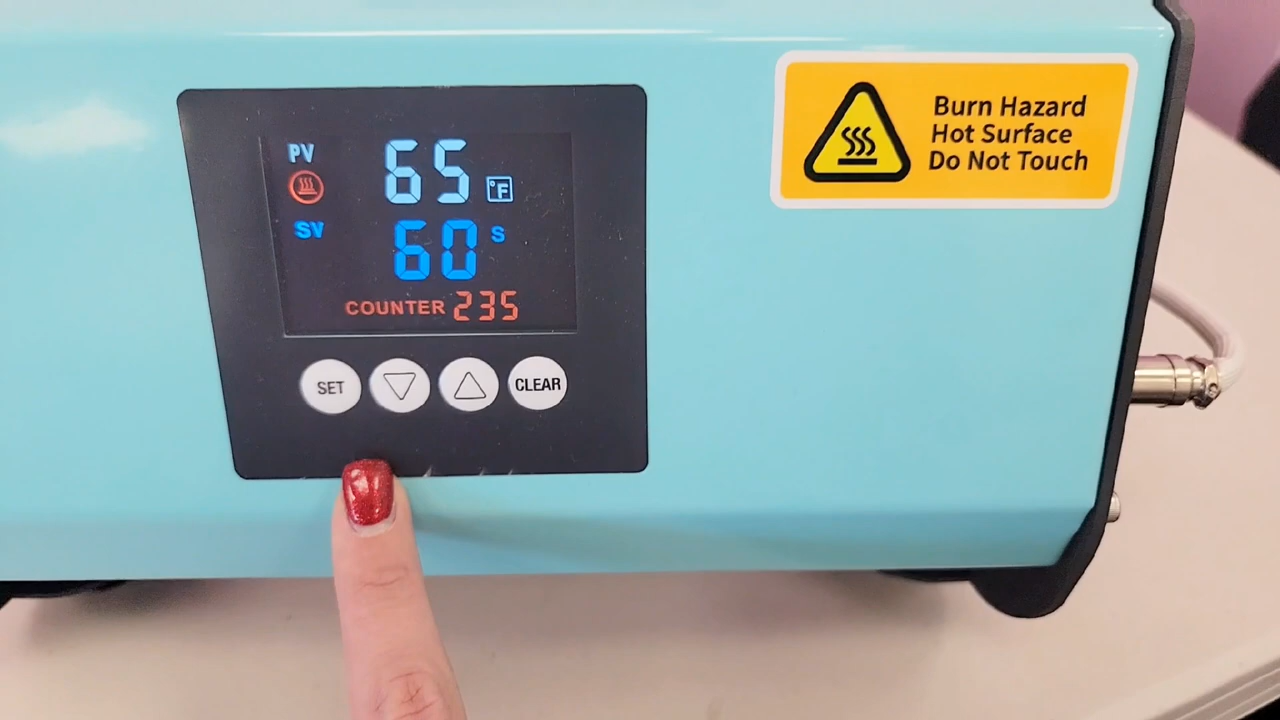 PV 65 °F
SV 60 S
COUNTER 235
SET CLEAR
Burn Hazard
Hot Surface
Do Not Touch